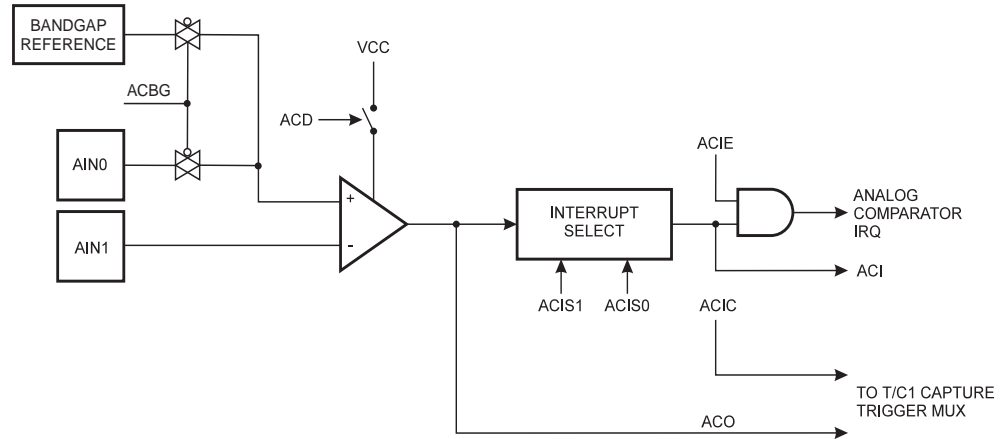 BANDGAP
REFERENCE
VCC
ACBG
ACD
AIN0
ACIE
AIN1
+
-
INTERRUPT
SELECT
ANALOG
COMPARATOR
IRQ
ACI
ACIS1
ACIS0
ACIC
TO T/C1 CAPTURE
TRIGGER MUX
ACO